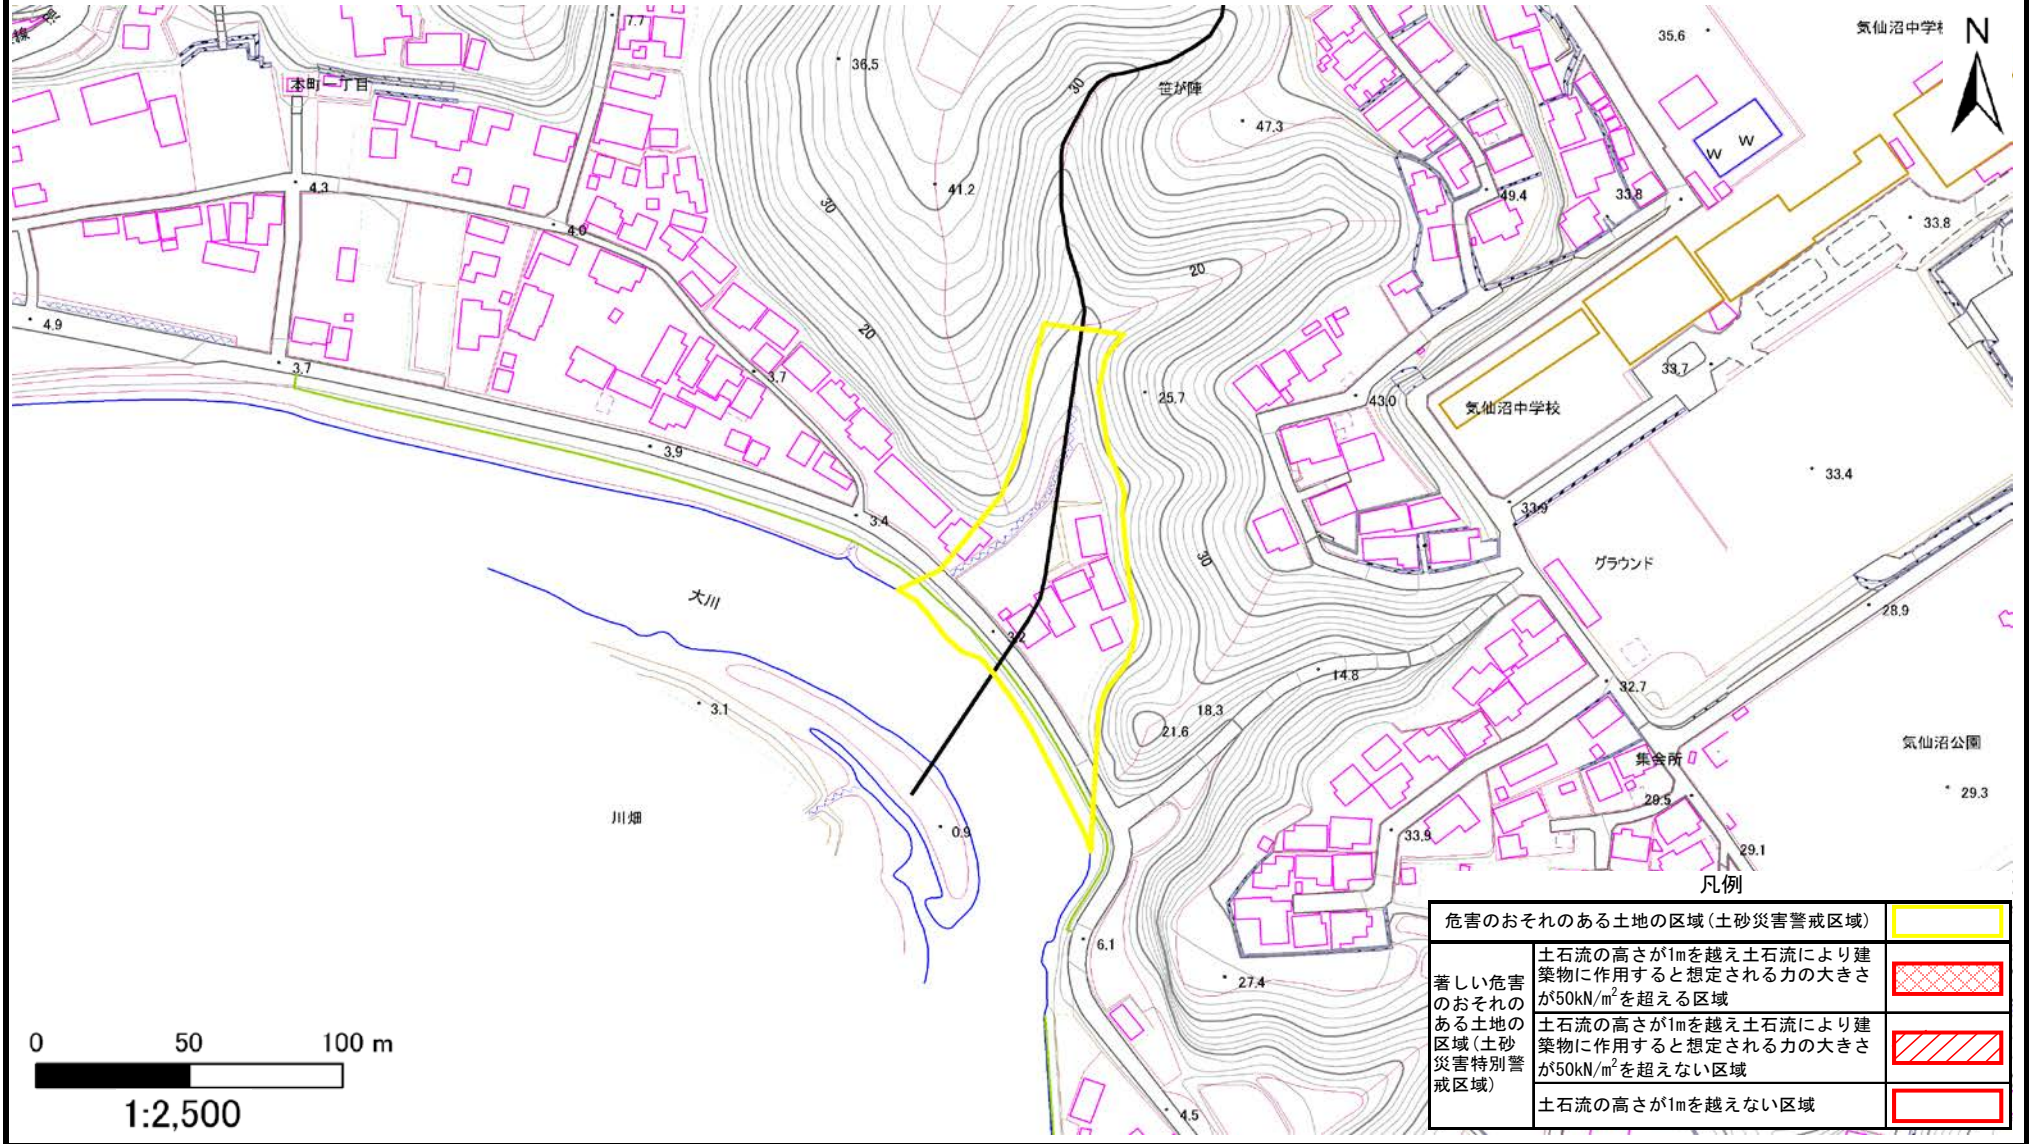 7.7
35.6
気仙沼中学校
N
36.5
30
笹が陣
本町一丁目
47.3
W W
4.3
41.2
49.4
33.8
30
33.8
4.0
20
4.9
20
3.7
3.7
33.7
25.7
43.0
気仙沼中学校
3.9
33.4
3.4
33.9
30
グラウンド
大川
28.9
3.2
14.8
32.7
3.1
18.3
21.6
気仙沼公園
集会所
29.3
川畑
29.5
0.9
33.9
29.1
6.1
27.4
4.5
凡例
危害のおそれのある土地の区域(土砂災害警戒区域)
著しい危害
のおそれの
ある土地の
区域(土砂
災害特別警
戒区域)
土石流の高さが1mを越え土石流により建
築物に作用すると想定される力の大きさ
が50kN/m²を超える区域
土石流の高さが1mを越え土石流により建
築物に作用すると想定される力の大きさ
が50kN/m²を超えない区域
土石流の高さが1mを越えない区域
0 50 100 m
1:2,500